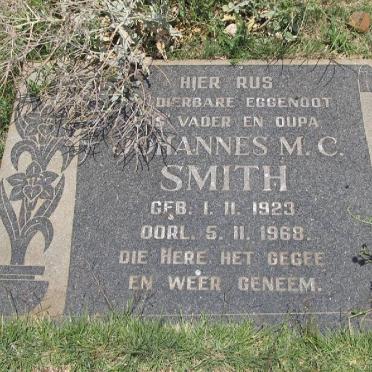 HIER RUS
DIERBARE EGGENOOT
VADER EN OUPA
JOHANNES M. C.
SMITH
GEB. 1. 11. 1923
OORL. 5. 11. 1968.
DIE HERE HET GEGEE
EN WEER GENEEM.